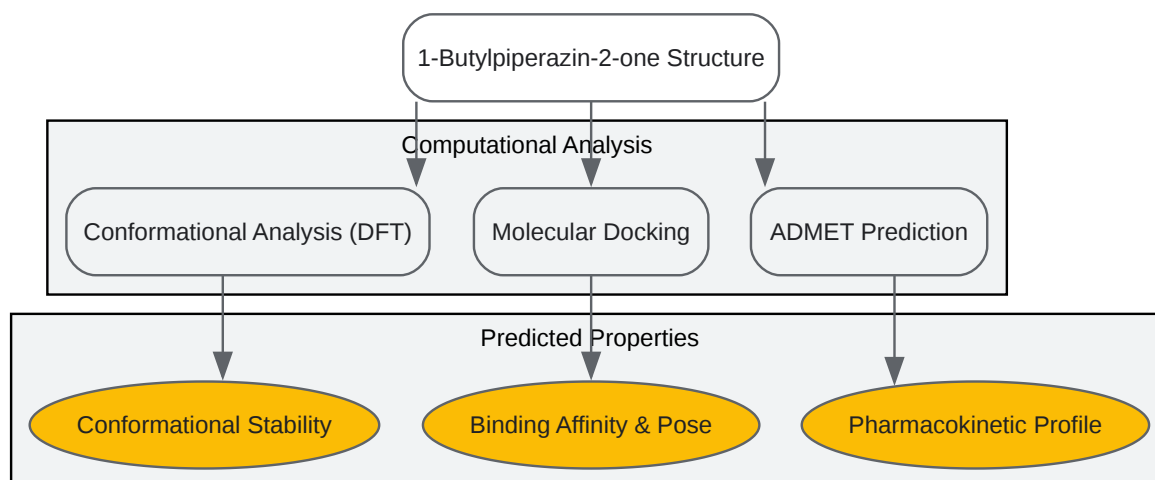 1-Butylpiperazin-2-one Structure
Computational Analysis
Conformational Analysis (DFT)
Molecular Docking
ADMET Prediction
Predicted Properties
Conformational Stability
Binding Affinity & Pose
Pharmacokinetic Profile